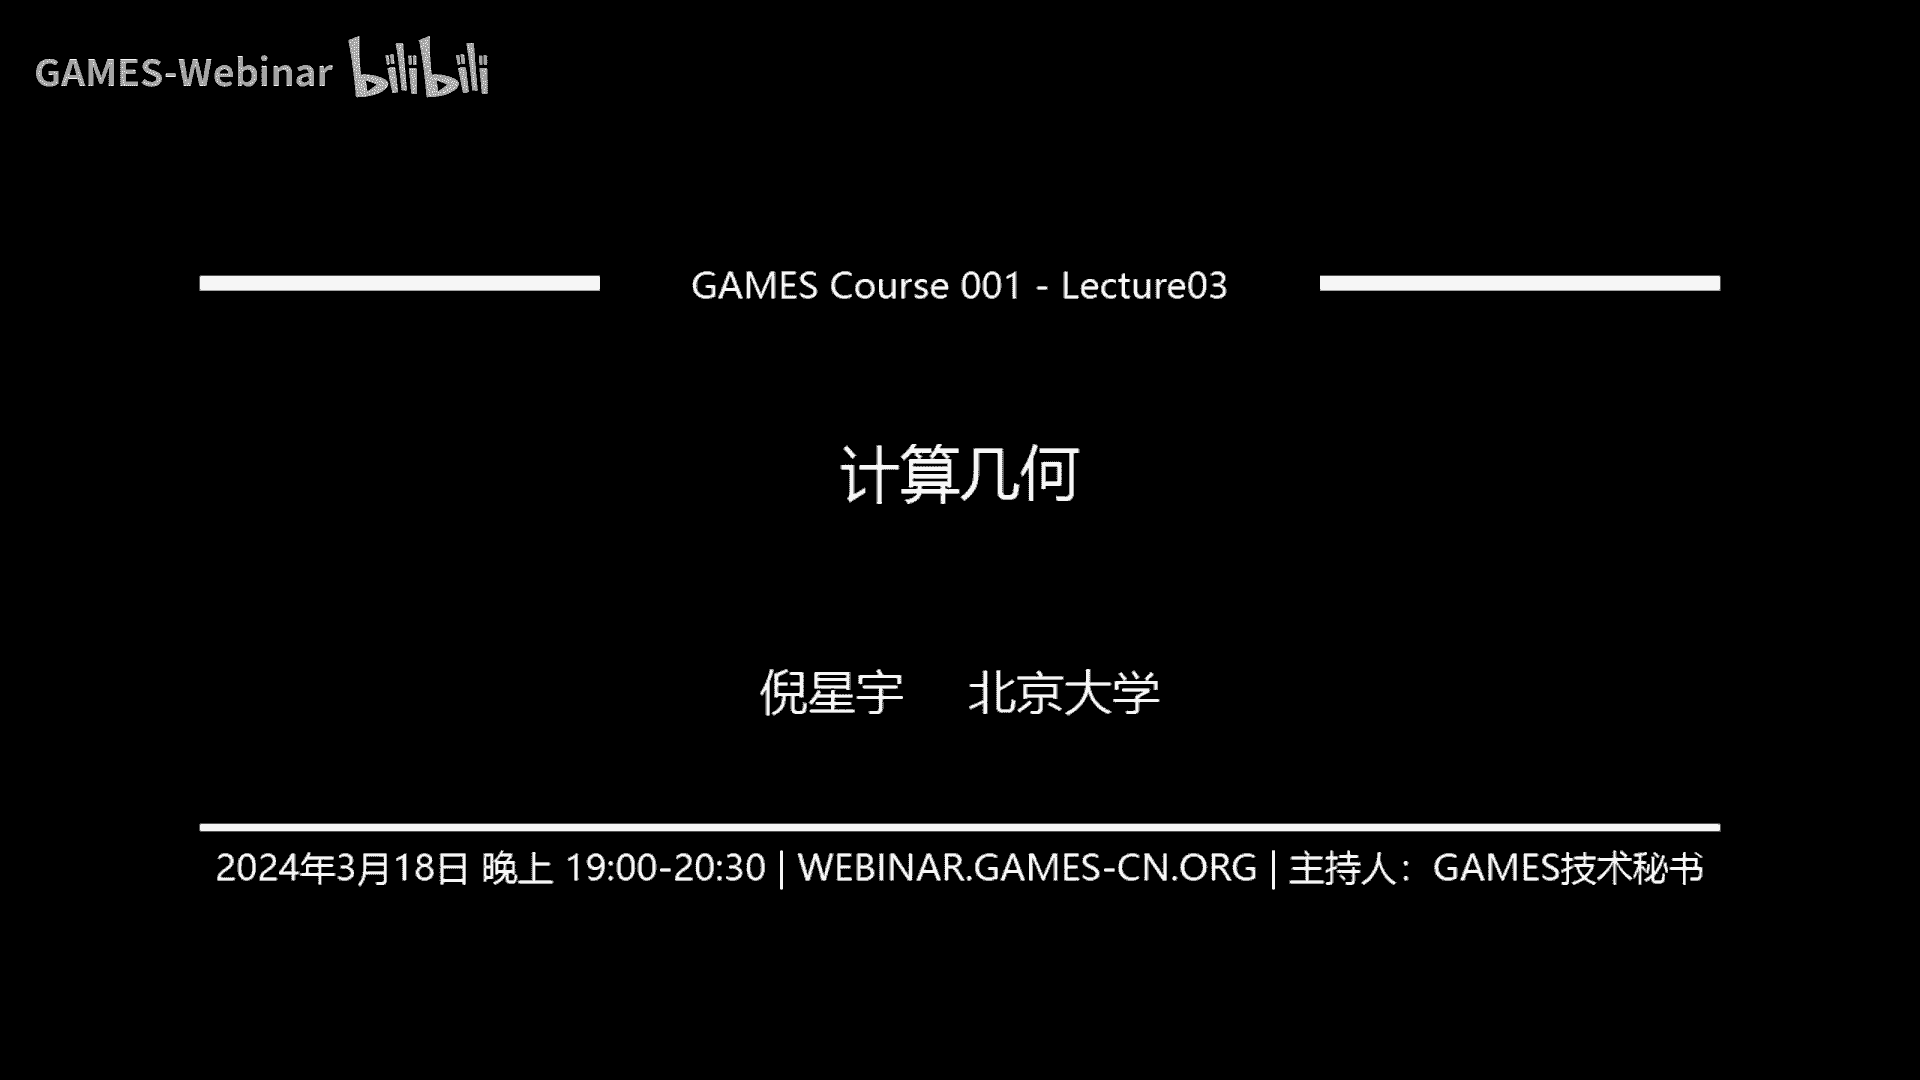 GAMES-Webinar bilibili
GAMES Course 001 - Lecture03
计算几何
倪星宇 北京大学
2024年3月18日 晚上 19:00-20:30 | WEBINAR.GAMES-CN.ORG | 主持人：GAMES技术秘书